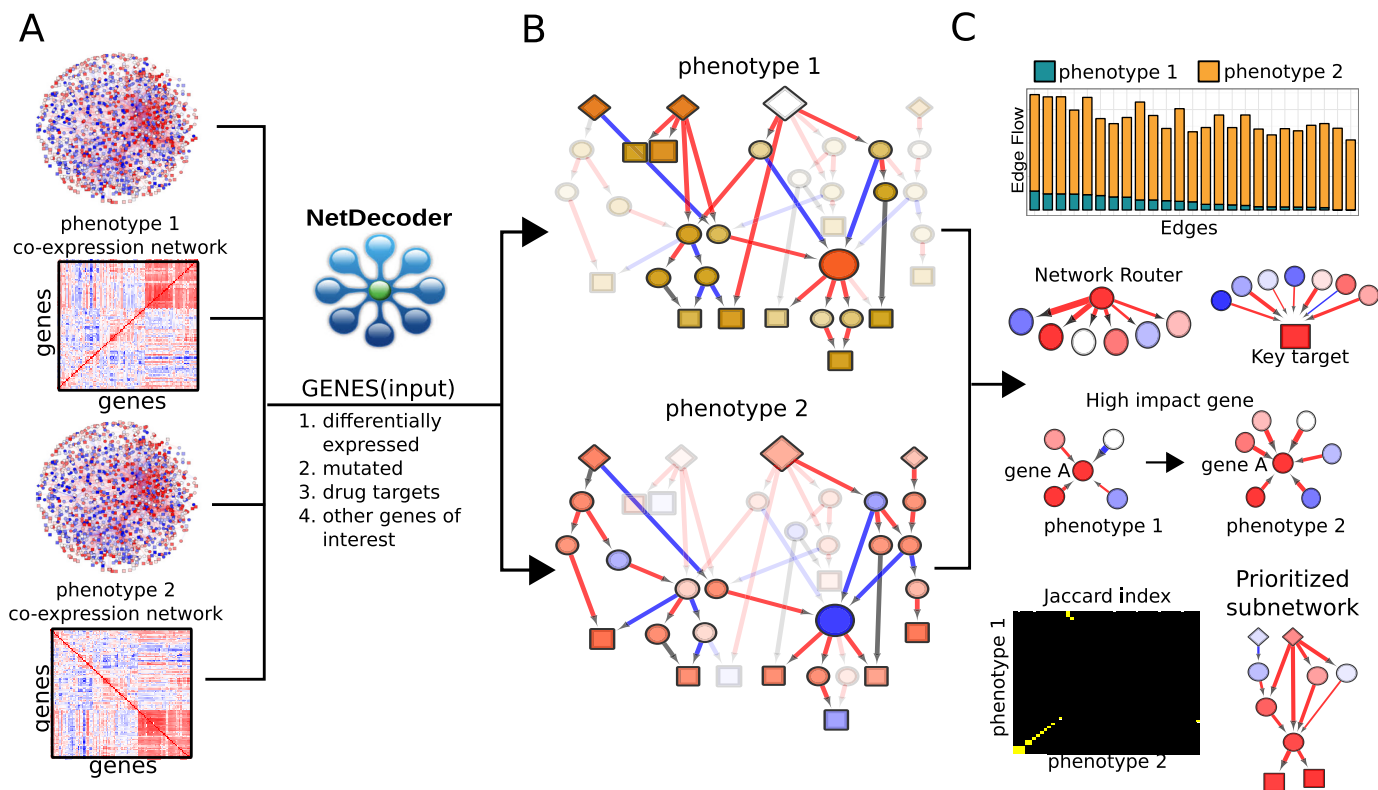 A
phenotype 1
co-expression network
genes
genes
phenotype 2
co-expression network
genes
genes
NetDecoder
GENES(input)
1. differentially
expressed
2. mutated
3. drug targets
4. other genes of
interest
B
phenotype 1
phenotype 2
C
phenotype 1
phenotype 2
Edge Flow
Edges
Network Router
Key target
High impact gene
gene A
phenotype 1
gene A
phenotype 2
Jaccard index
phenotype 1
phenotype 2
Prioritized
subnetwork